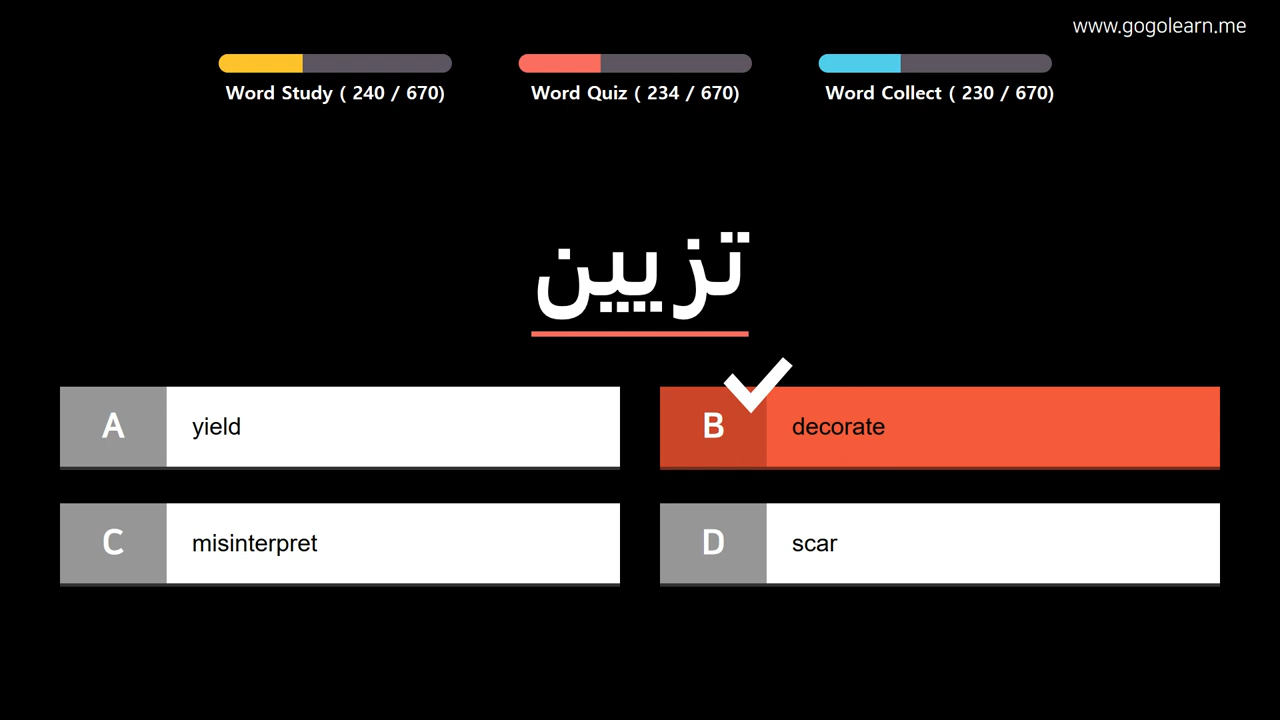 www.gogolearn.me
Word Study ( 240 / 670)
Word Quiz ( 234 / 670)
Word Collect ( 230 / 670)
تزيين
A yield
B decorate
C misinterpret
D scar